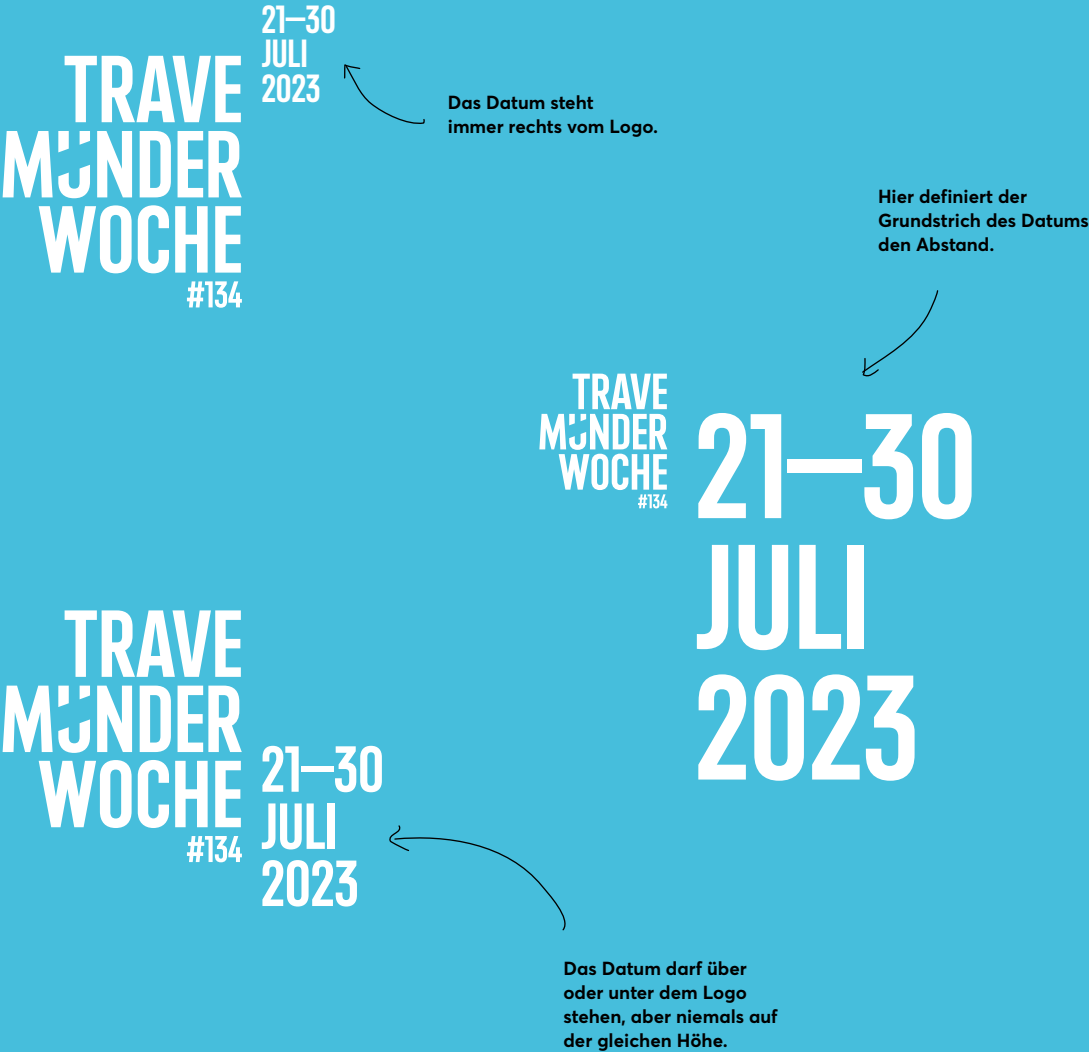 TRAVE
MÜNDER
WOCHE
#134
21—30
JULI
2023
Das Datum steht
immer rechts vom Logo.
Hier definiert der
Grundstrich des Datums
den Abstand.
TRAVE
MÜNDER
WOCHE
#134
21—30
JULI
2023
TRAVE
MÜNDER
WOCHE
#134
21—30
JULI
2023
Das Datum darf über
oder unter dem Logo
stehen, aber niemals auf
der gleichen Höhe.